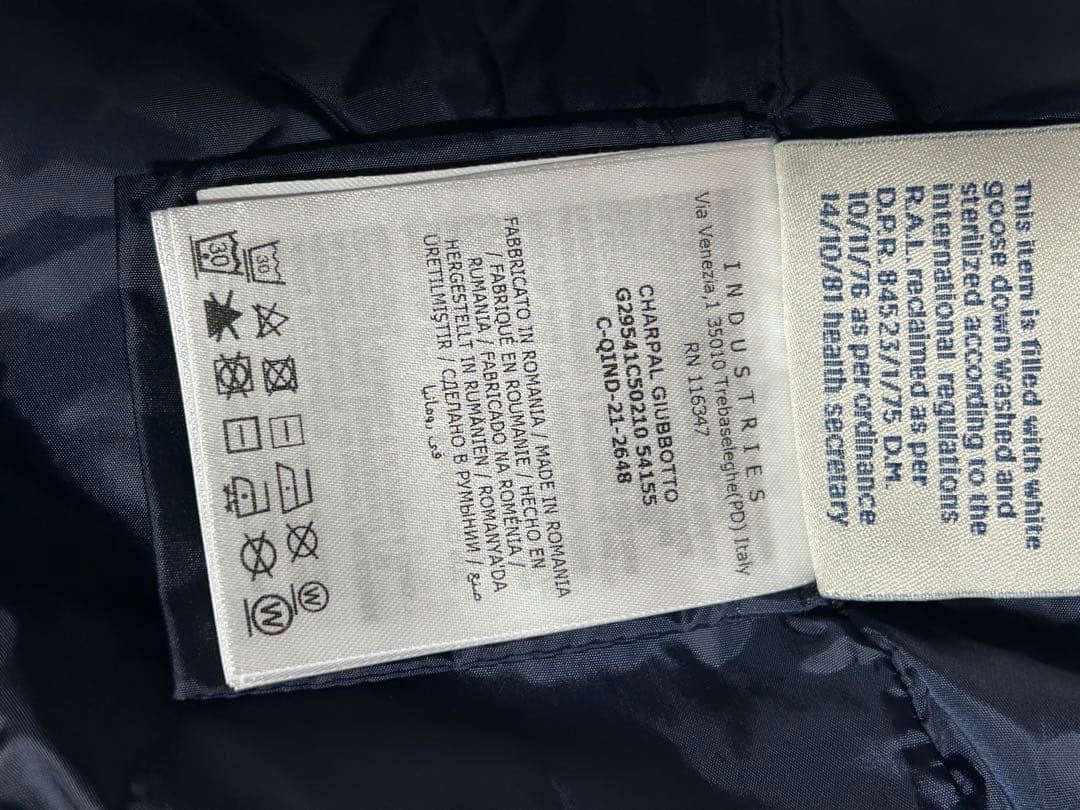 This item is filled with white
goose down washed and
sterilized according to the
international regulations
R.A.L. reclaimed as per
D.P.R. 845 23/1/75 D.M.
10/11/76 as per ordinance
14/10/81 health secretary
INDUSTRIES
Via Venezia,1 35010 Trebaseleghe(PD) Italy
RN 116347
CHARPAL GIUBBOTTO
G29541C50210 54155
C-QIND-21-2648
FABBRICATO IN ROMANIA / MADE IN ROMANIA
/ FABRIQUÉ EN ROUMANIE / HECHO EN
RUMANIA / FABRICADO NA ROMÉNIA /
HERGESTELLT IN RUMÄNIEN / ROMANYA'DA
ÜRETILMIŞTIR / СДЕЛАНО В РУМЫНИИ / صنع
في رومانيا
30
W
30
W